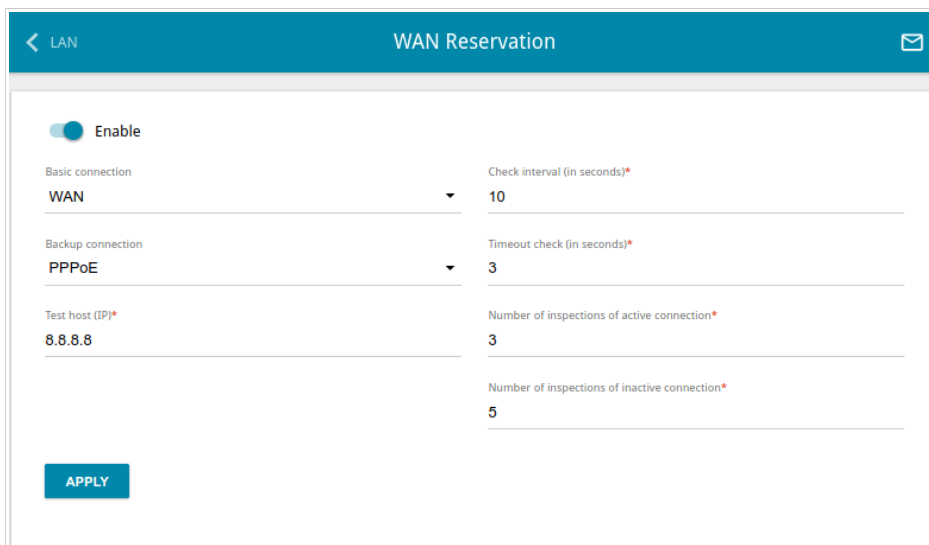 LAN
WAN Reservation
Enable
Basic connection
WAN
Backup connection
PPPoE
Test host (IP)*
8.8.8.8
Check interval (in seconds)*
10
Timeout check (in seconds)*
3
Number of inspections of active connection*
3
Number of inspections of inactive connection*
5
APPLY